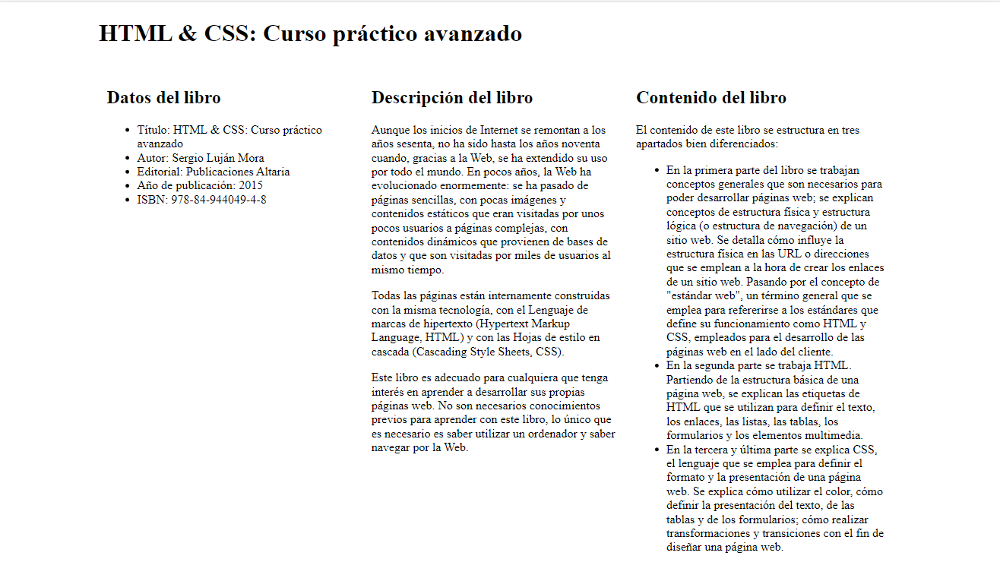 HTML & CSS: Curso práctico avanzado
Datos del libro
Título: HTML & CSS: Curso práctico
avanzado
Autor: Sergio Luján Mora
Editorial: Publicaciones Altaria
Año de publicación: 2015
ISBN: 978-84-944049-4-8
Descripción del libro
Aunque los inicios de Internet se remontan a los
años sesenta, no ha sido hasta los años noventa
cuando, gracias a la Web, se ha extendido su uso
por todo el mundo. En pocos años, la Web ha
evolucionado enormemente: se ha pasado de
páginas sencillas, con pocas imágenes y
contenidos estáticos que eran visitadas por unos
pocos usuarios a páginas complejas, con
contenidos dinámicos que provienen de bases de
datos y que son visitadas por miles de usuarios al
mismo tiempo.
Todas las páginas están internamente construidas
con la misma tecnología, con el Lenguaje de
marcas de hipertexto (Hypertext Markup
Language, HTML) y con las Hojas de estilo en
cascada (Cascading Style Sheets, CSS).
Este libro es adecuado para cualquiera que tenga
interés en aprender a desarrollar sus propias
páginas web. No son necesarios conocimientos
previos para aprender con este libro, lo único que
es necesario es saber utilizar un ordenador y saber
navegar por la Web.
Contenido del libro
El contenido de este libro se estructura en tres
apartados bien diferenciados:
En la primera parte del libro se trabajan
conceptos generales que son necesarios para
poder desarrollar páginas web; se explican
conceptos de estructura física y estructura
lógica (o estructura de navegación) de un
sitio web. Se detalla cómo influye la
estructura física en las URL o direcciones
que se emplean a la hora de crear los enlaces
de un sitio web. Pasando por el concepto de
"estándar web", un término general que se
emplea para refererirse a los estándares que
define su funcionamiento como HTML y
CSS, empleados para el desarrollo de las
páginas web en el lado del cliente.
En la segunda parte se trabaja HTML.
Partiendo de la estructura básica de una
página web, se explican las etiquetas de
HTML que se utilizan para definir el texto,
los enlaces, las listas, las tablas, los
formularios y los elementos multimedia.
En la tercera y última parte se explica CSS,
el lenguaje que se emplea para definir el
formato y la presentación de una página
web. Se explica cómo utilizar el color, cómo
definir la presentación del texto, de las
tablas y de los formularios; cómo realizar
transformaciones y transiciones con el fin de
diseñar una página web.